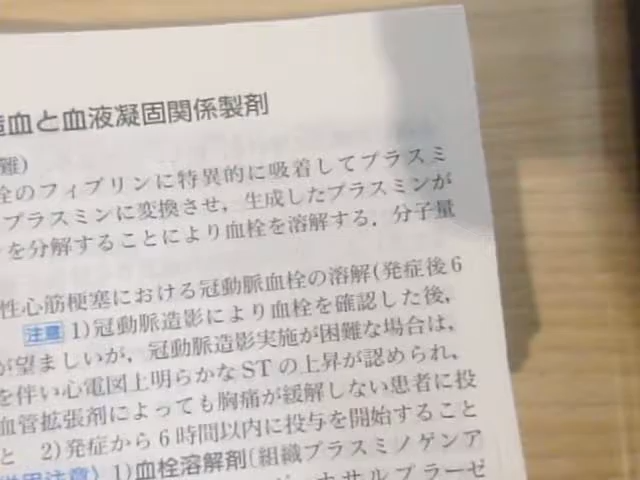 血と血液凝固関係製剤
難)
栓のフィブリンに特異的に吸着してプラスミ
プラスミンに変換させ，生成したプラスミンが
を分解することにより血栓を溶解する．分子量
性心筋梗塞における冠動脈血栓の溶解(発症後6
注意 1)冠動脈造影により血栓を確認した後，
が望ましいが，冠動脈造影実施が困難な場合は，
を伴い心電図上明らかなSTの上昇が認められ，
血管拡張剤によっても胸痛が緩解しない患者に投
と 2)発症から6時間以内に投与を開始すること
1)血栓溶解剤(組織プラスミノゲンア
ナサルプラーゼ